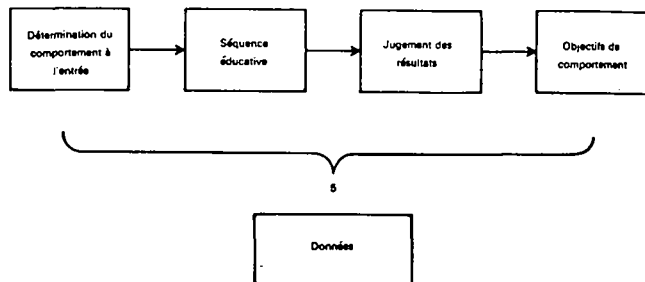 Détermination du
comportement à
l'entrée
Séquence
éducative
Jugement des
résultats
Objectifs de
comportement
5
Données